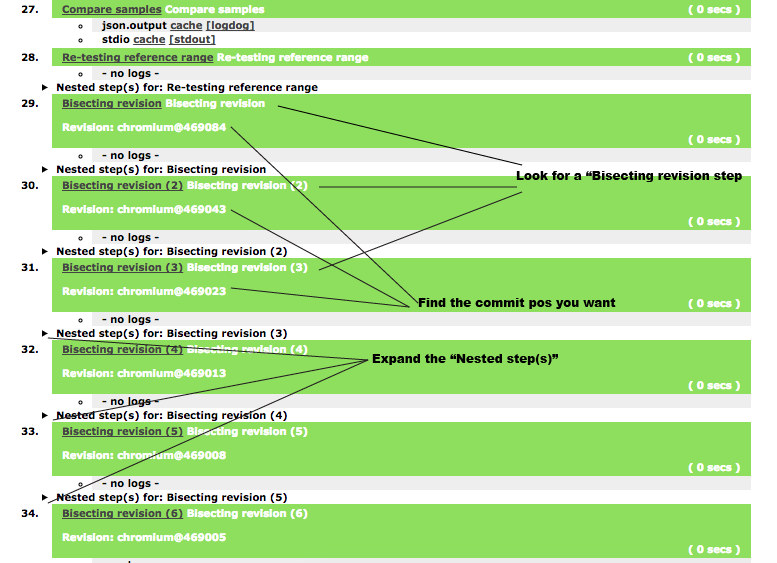 27. Compare samples Compare samples ( 0 secs )
json.output cache [logdog]
stdio cache [stdout]
28. Re-testing reference range Re-testing reference range ( 0 secs )
- no logs -
Nested step(s) for: Re-testing reference range
29. Bisecting revision Bisecting revision
Revision: chromium@469084
( 0 secs )
- no logs -
Nested step(s) for: Bisecting revision
Look for a “Bisecting revision step
30. Bisecting revision (2) Bisecting revision (2)
Revision: chromium@469043
( 0 secs )
- no logs -
Nested step(s) for: Bisecting revision (2)
31. Bisecting revision (3) Bisecting revision (3)
Revision: chromium@469023
Find the commit pos you want
( 0 secs )
- no logs -
Nested step(s) for: Bisecting revision (3)
32. Bisecting revision (4) Bisecting revision (4)
Expand the “Nested step(s)”
Revision: chromium@469013
( 0 secs )
- no logs -
Nested step(s) for: Bisecting revision (4)
33. Bisecting revision (5) Bisecting revision (5)
Revision: chromium@469008
( 0 secs )
- no logs -
Nested step(s) for: Bisecting revision (5)
34. Bisecting revision (6) Bisecting revision (6)
Revision: chromium@469005
( 0 secs )